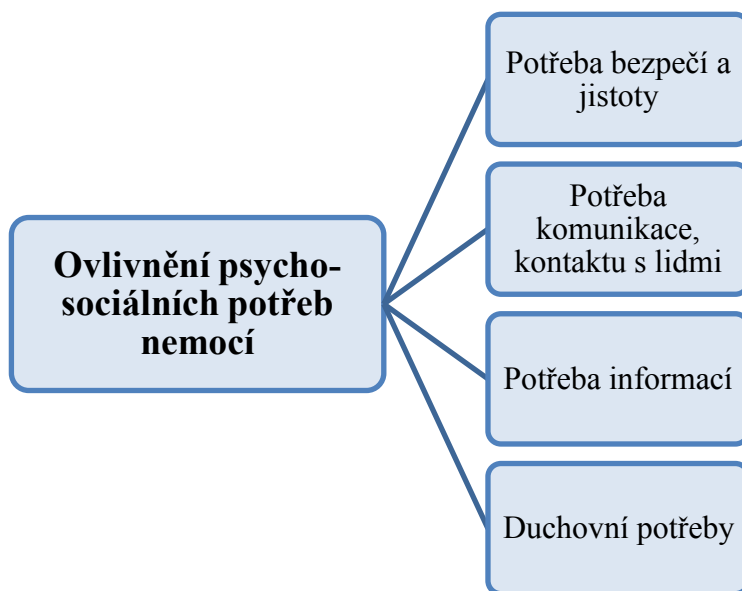 Ovlivnění psycho-
sociálních potřeb
nemocí
Potřeba bezpečí a
jistoty
Potřeba
komunikace,
kontaktu s lidmi
Potřeba informací
Duchovní potřeby